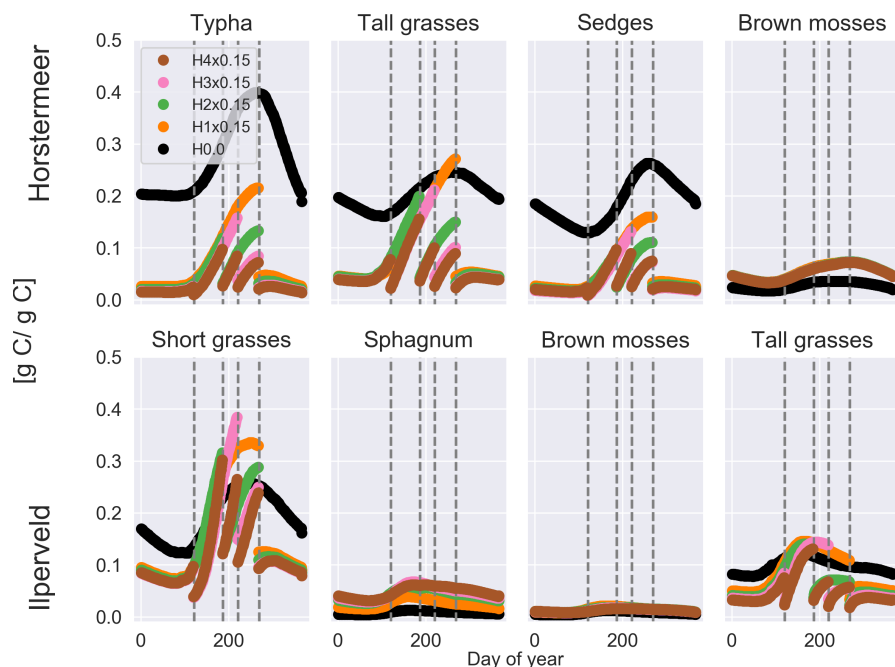 Typha
Tall grasses
Sedges
Brown mosses
Horstermeer
0.5
0.4
0.3
0.2
0.1
0.0
H4x0.15
H3x0.15
H2x0.15
H1x0.15
H0.0
[g C/ g C]
Short grasses
Sphagnum
Brown mosses
Tall grasses
Ilperveld
0.5
0.4
0.3
0.2
0.1
0.0
0
200
0
200
0
200
0
200
Day of year